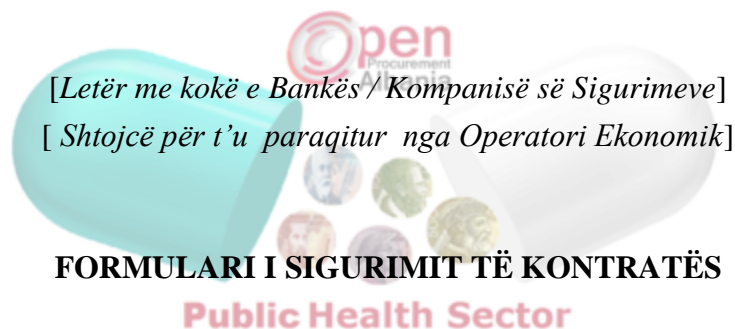 Open
Procurement
Albania
[Letër me kokë e Bankës / Kompanisë së Sigurimeve]
[ Shtojcë për t’u paraqitur nga Operatori Ekonomik]
FORMULARI I SIGURIMIT TË KONTRATËS
Public Health Sector